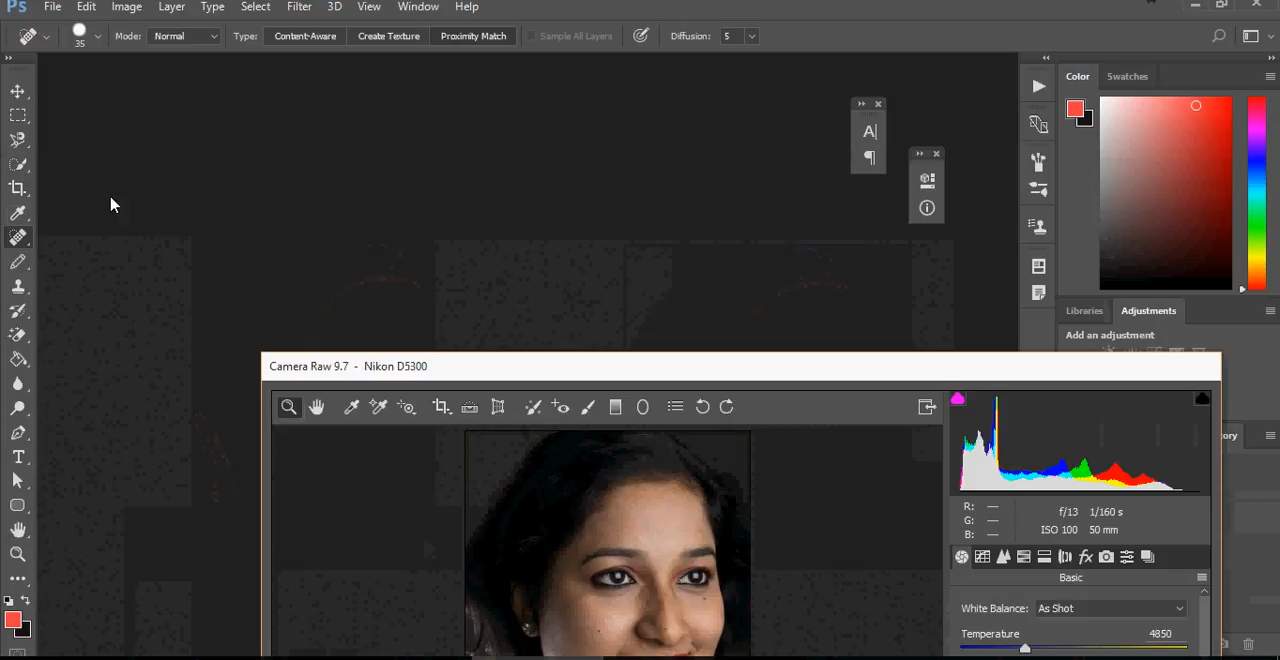 Ps File Edit Image Layer Type Select Filter 3D View Window Help
35 Mode: Normal Type: Content-Aware Create Texture Proximity Match Sample All Layers Diffusion: 5
Color Swatches
Libraries Adjustments
Add an adjustment
Camera Raw 9.7 - Nikon D5300
ory
R: --- f/13 1/160 s
G: --- ISO 100 50 mm
B: ---
Basic
White Balance: As Shot
Temperature 4850